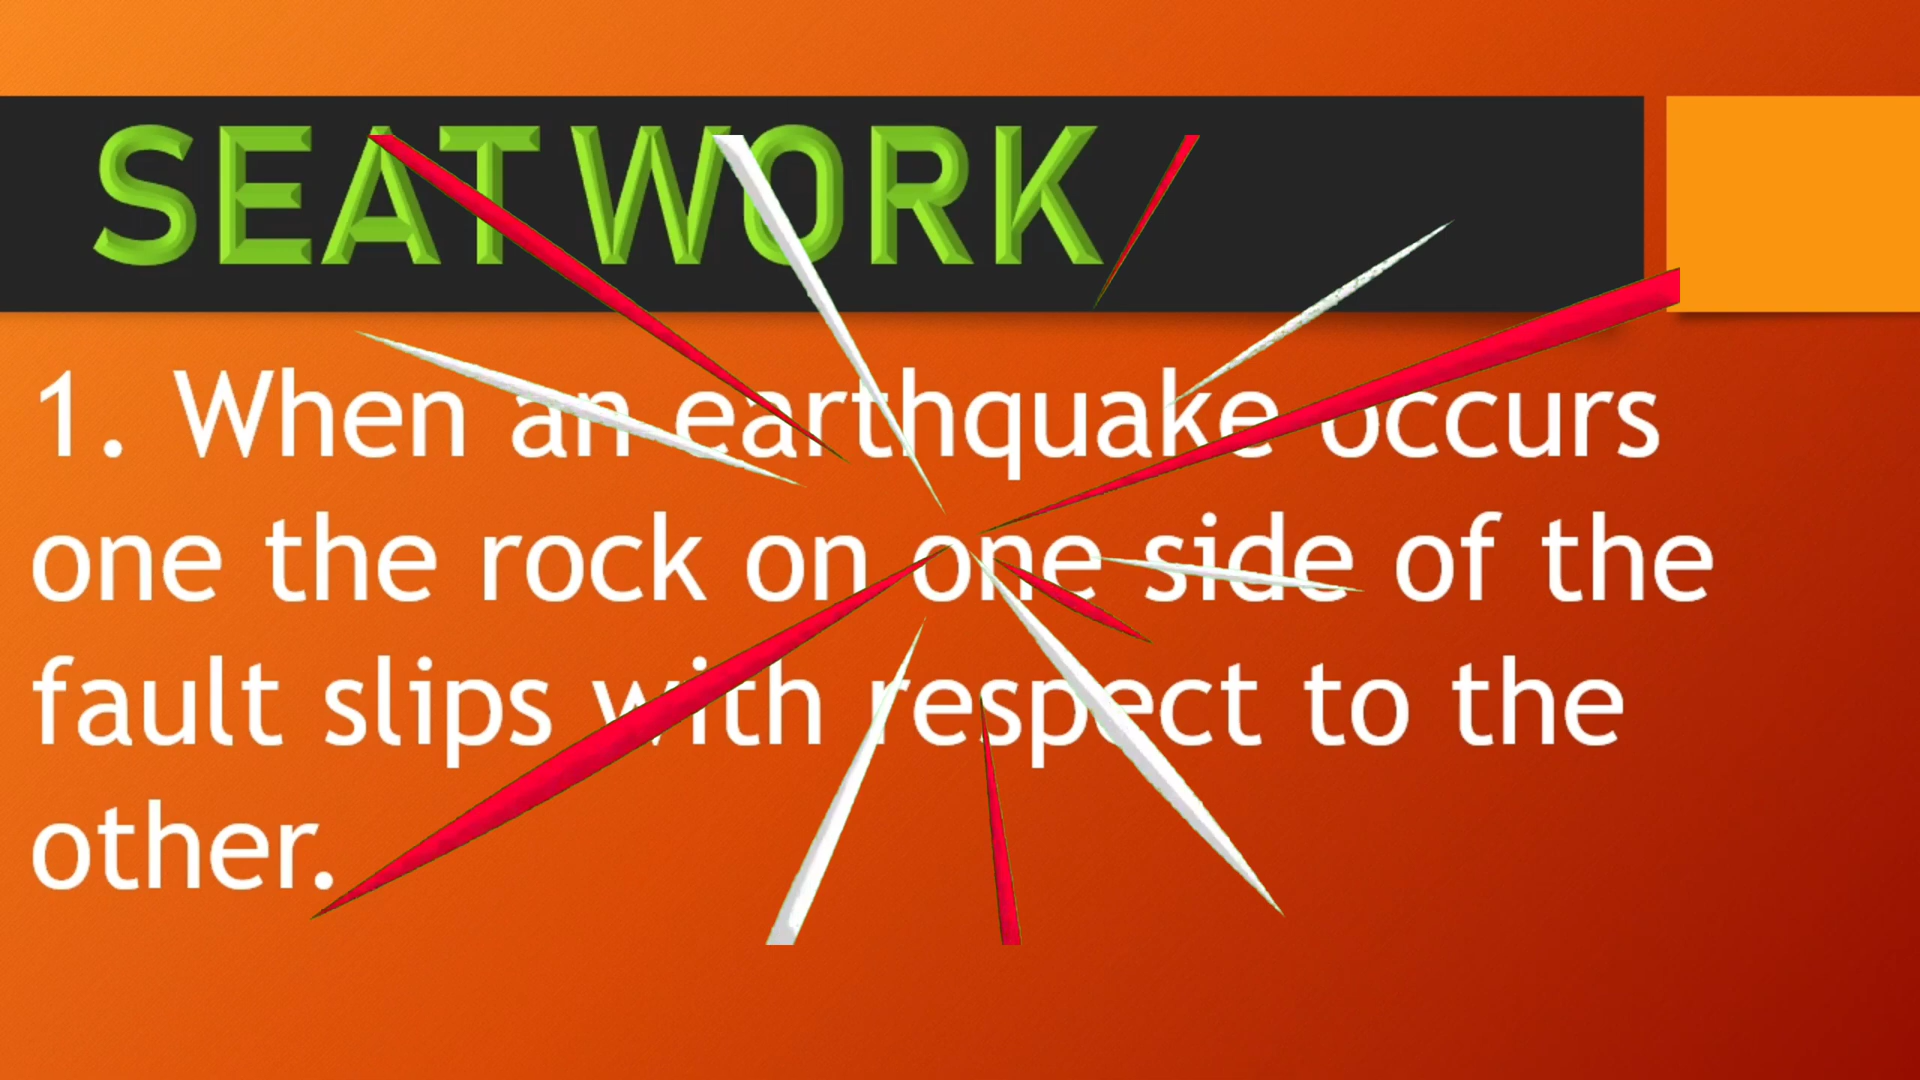 SEATWORK
1. When an earthquake occurs
one the rock on one side of the
fault slips with respect to the
other.